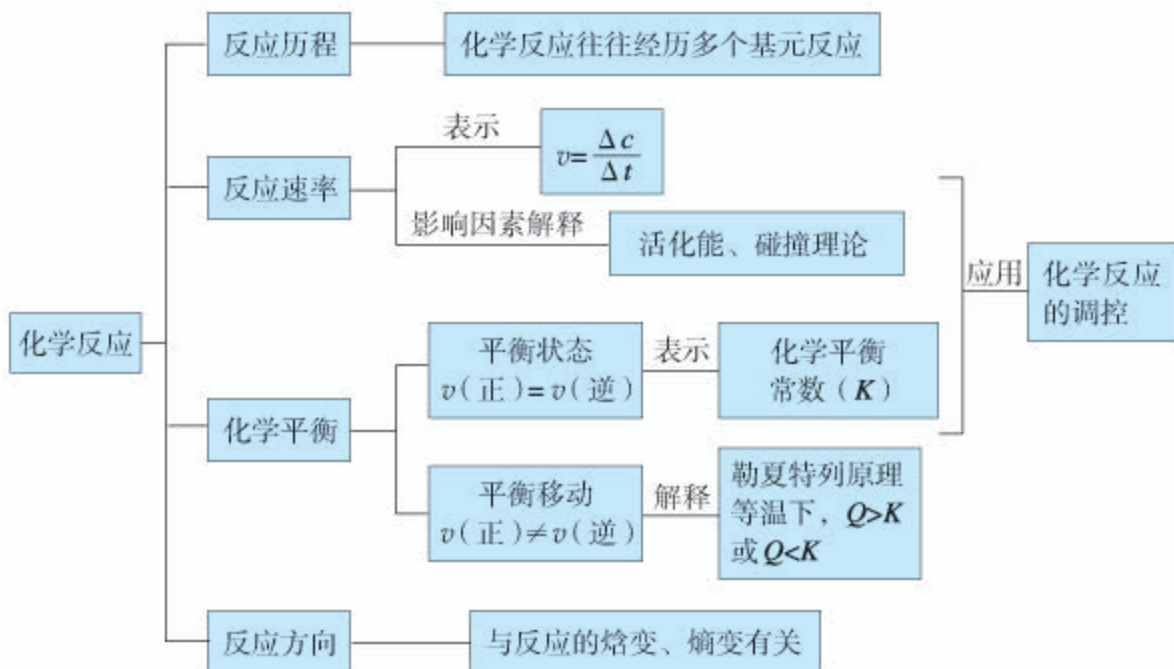 反应历程
化学反应往往经历多个基元反应
反应速率
表示
v=Δc/Δt
影响因素解释
活化能、碰撞理论
应用
化学反应
的调控
化学反应
化学平衡
平衡状态
v（正）=v（逆）
表示
化学平衡
常数（K）
平衡移动
v（正）≠v（逆）
解释
勒夏特列原理
等温下，Q>K
或Q<K
反应方向
与反应的焓变、熵变有关